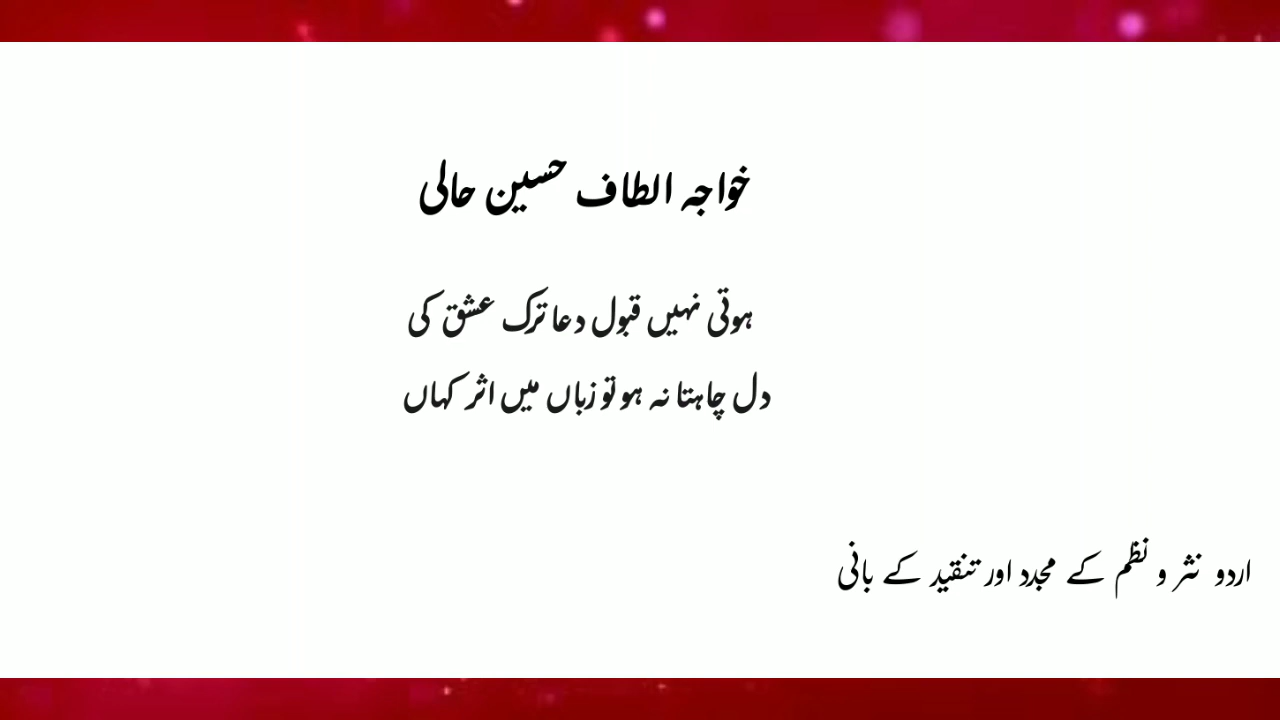 خواجہ الطاف حسین حالی
ہوتی نہیں قبول دعا ترک عشق کی
دل چاہتا نہ ہو تو زباں میں اثر کہاں
اردو نثر و نظم کے مجدد اور تنقید کے بانی